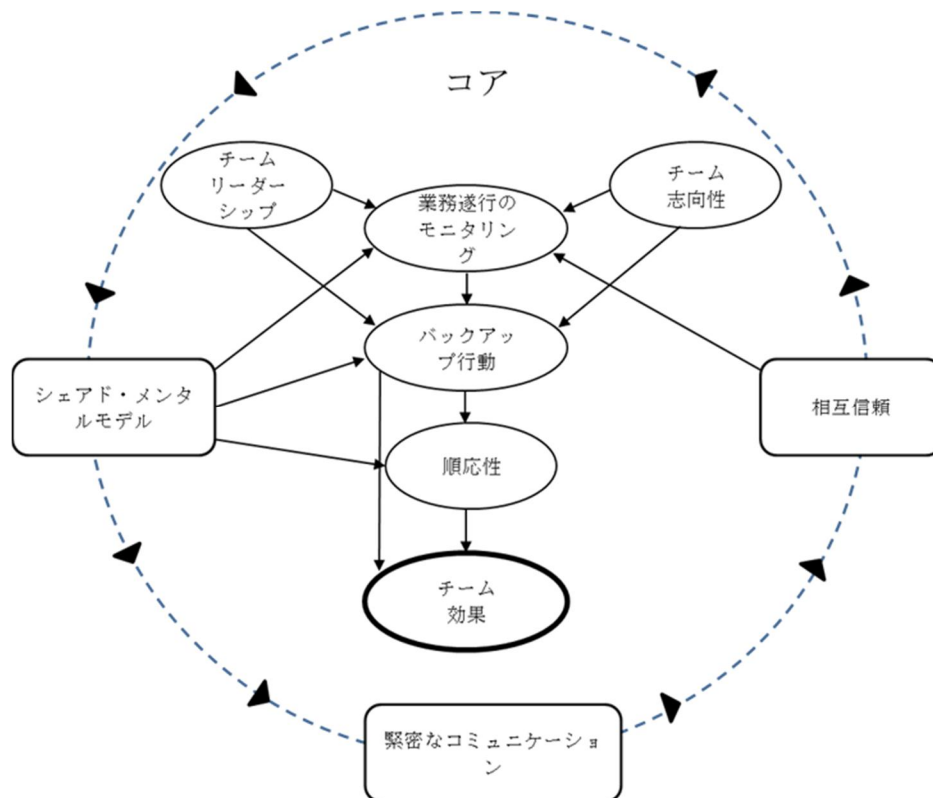 コア
チーム
リーダー
シップ
チーム
志向性
業務遂行の
モニタリン
グ
バックアッ
プ行動
シェアド・メンタ
ルモデル
相互信頼
順応性
チーム
効果
緊密なコミュニケーショ
ン